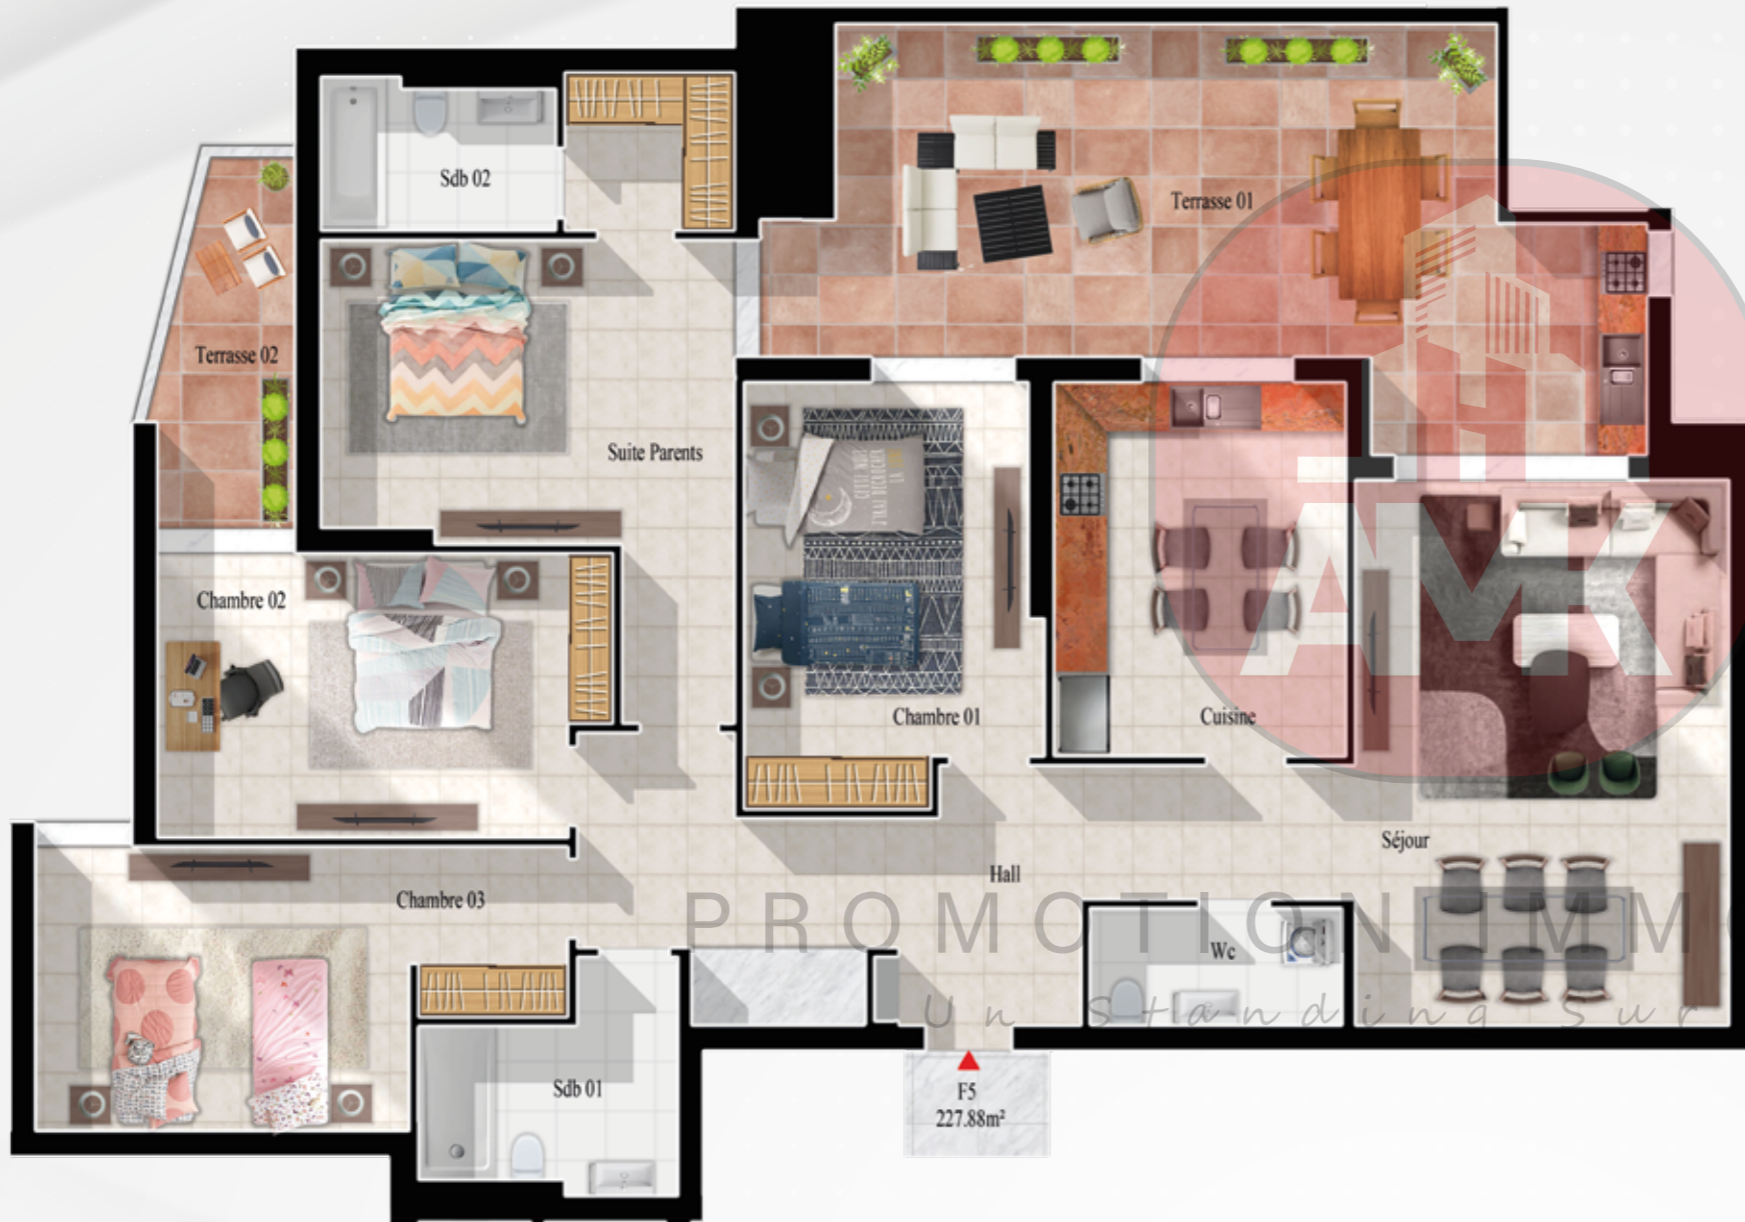 Sdb 02
Terrasse 01
Terrasse 02
Suite Parents
Chambre 02
Chambre 01
Cuisine
Séjour
Hall
Chambre 03
Wc
Sdb 01
F5
227.88m²
AMK
PROMOTION IMMO
Un Standing Sur